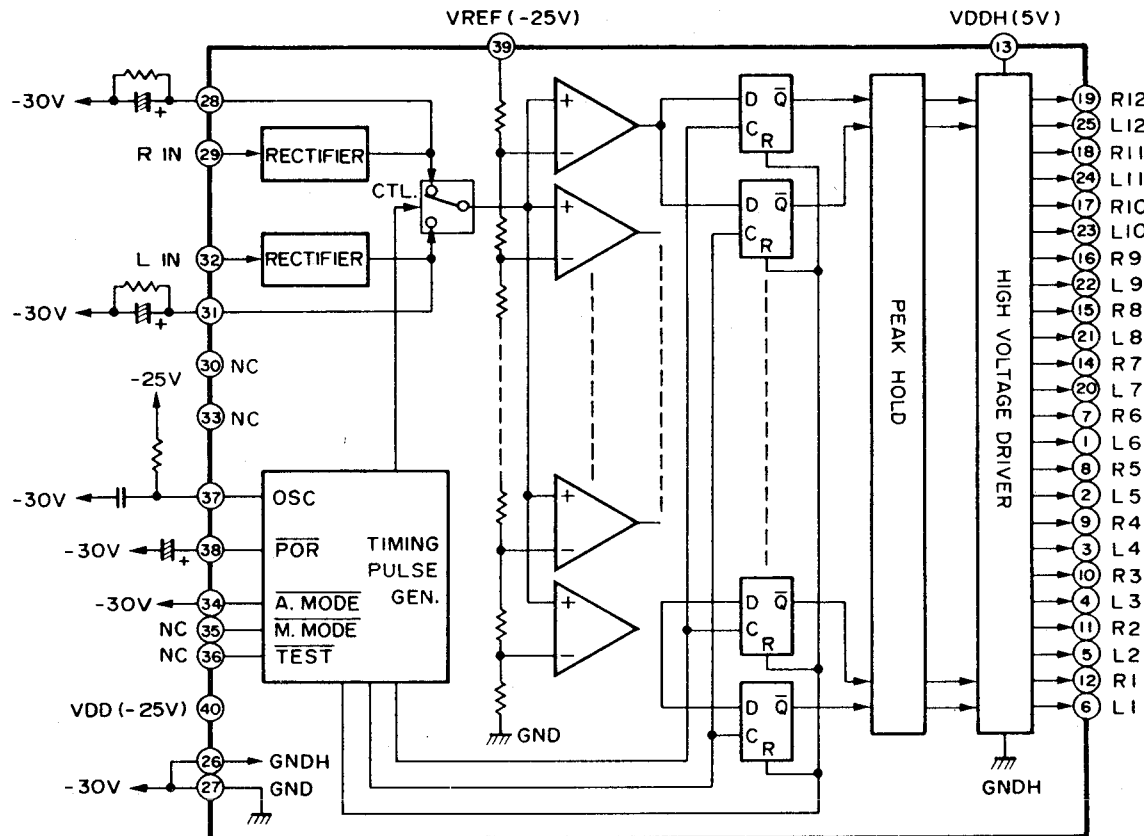 VREF (-25V)
VDDH (5V)
39
13
-30V
+
28
R IN
29
RECTIFIER
CTL.
L IN
32
RECTIFIER
-30V
+
31
30
NC
-25V
33
NC
-30V
37
OSC
-30V
+
38
POR
TIMING
PULSE
GEN.
-30V
34
A. MODE
NC
35
M. MODE
NC
36
TEST
VDD (-25V)
40
26
GNDH
-30V
27
GND
+
-
+
-
+
-
+
-
GND
D Q
C
R
D Q
C
R
D Q
C
R
D Q
C
R
PEAK HOLD
HIGH VOLTAGE DRIVER
GNDH
19 R12
25 L12
18 R11
24 L11
17 R10
23 L10
16 R9
22 L9
15 R8
21 L8
14 R7
20 L7
7 R6
1 L6
8 R5
2 L5
9 R4
3 L4
10 R3
4 L3
11 R2
5 L2
12 R1
6 L1